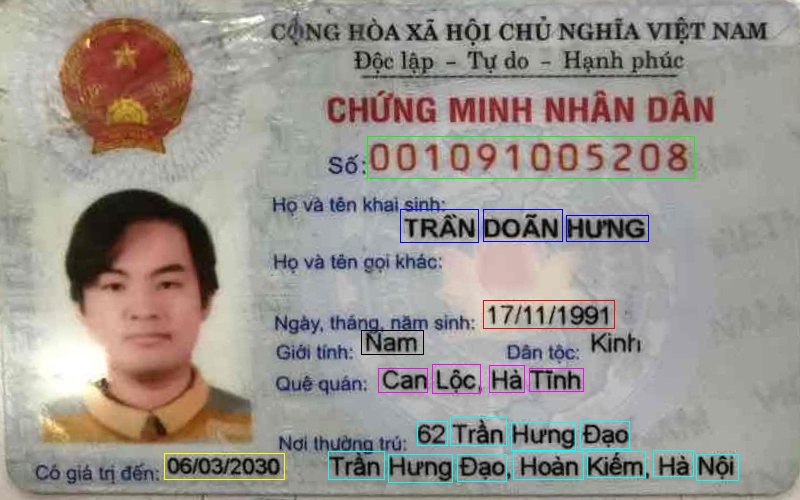 CỘNG HÒA XÃ HỘI CHỦ NGHĨA VIỆT NAM
Độc lập - Tự do - Hạnh phúc
CHỨNG MINH NHÂN DÂN
Số: 001091005208
Họ và tên khai sinh:
TRẦN DOÃN HƯNG
Họ và tên gọi khác:
Ngày, tháng, năm sinh: 17/11/1991
Giới tính: Nam Dân tộc: Kinh
Quê quán: Can Lộc, Hà Tĩnh
Nơi thường trú: 62 Trần Hưng Đạo
Có giá trị đến: 06/03/2030 Trần Hưng Đạo, Hoàn Kiếm, Hà Nội